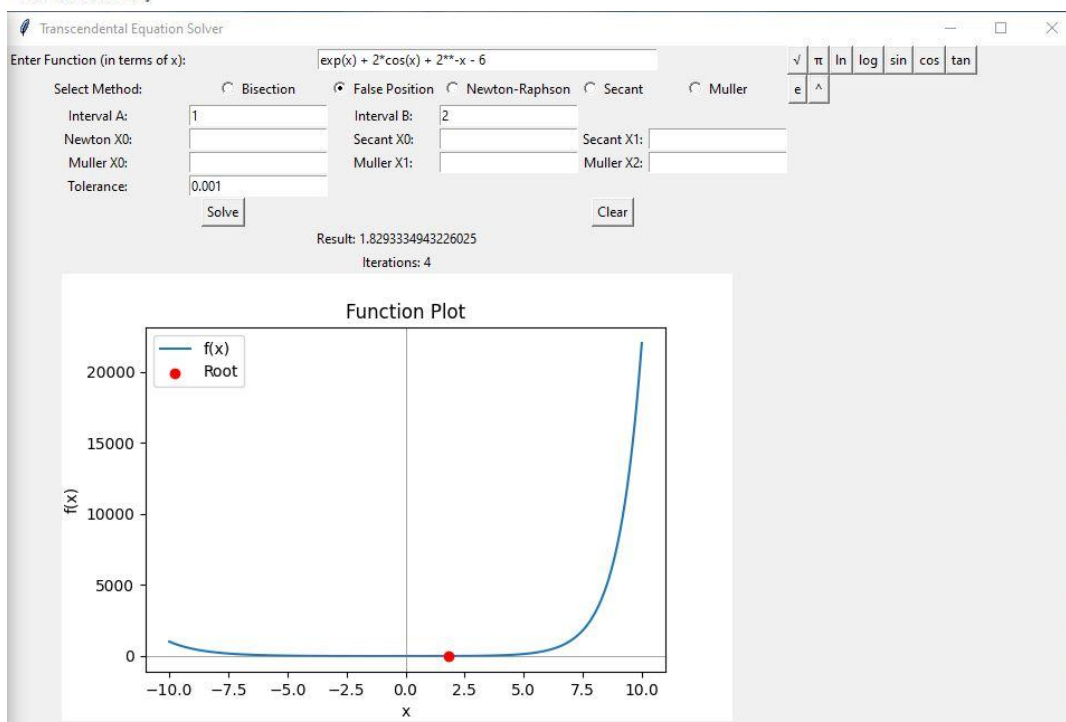 Transcendental Equation Solver
Enter Function (in terms of x): exp(x) + 2*cos(x) + 2**-x - 6 √ π ln log sin cos tan
Select Method: Bisection False Position Newton-Raphson Secant Muller e ^
Interval A: 1 Interval B: 2
Newton X0: Secant X0: Secant X1:
Muller X0: Muller X1: Muller X2:
Tolerance: 0.001
Solve Clear
Result: 1.8293334943226025
Iterations: 4
Function Plot
f(x)
Root
20000
15000
10000
5000
0
f(x)
−10.0 −7.5 −5.0 −2.5 0.0 2.5 5.0 7.5 10.0
x